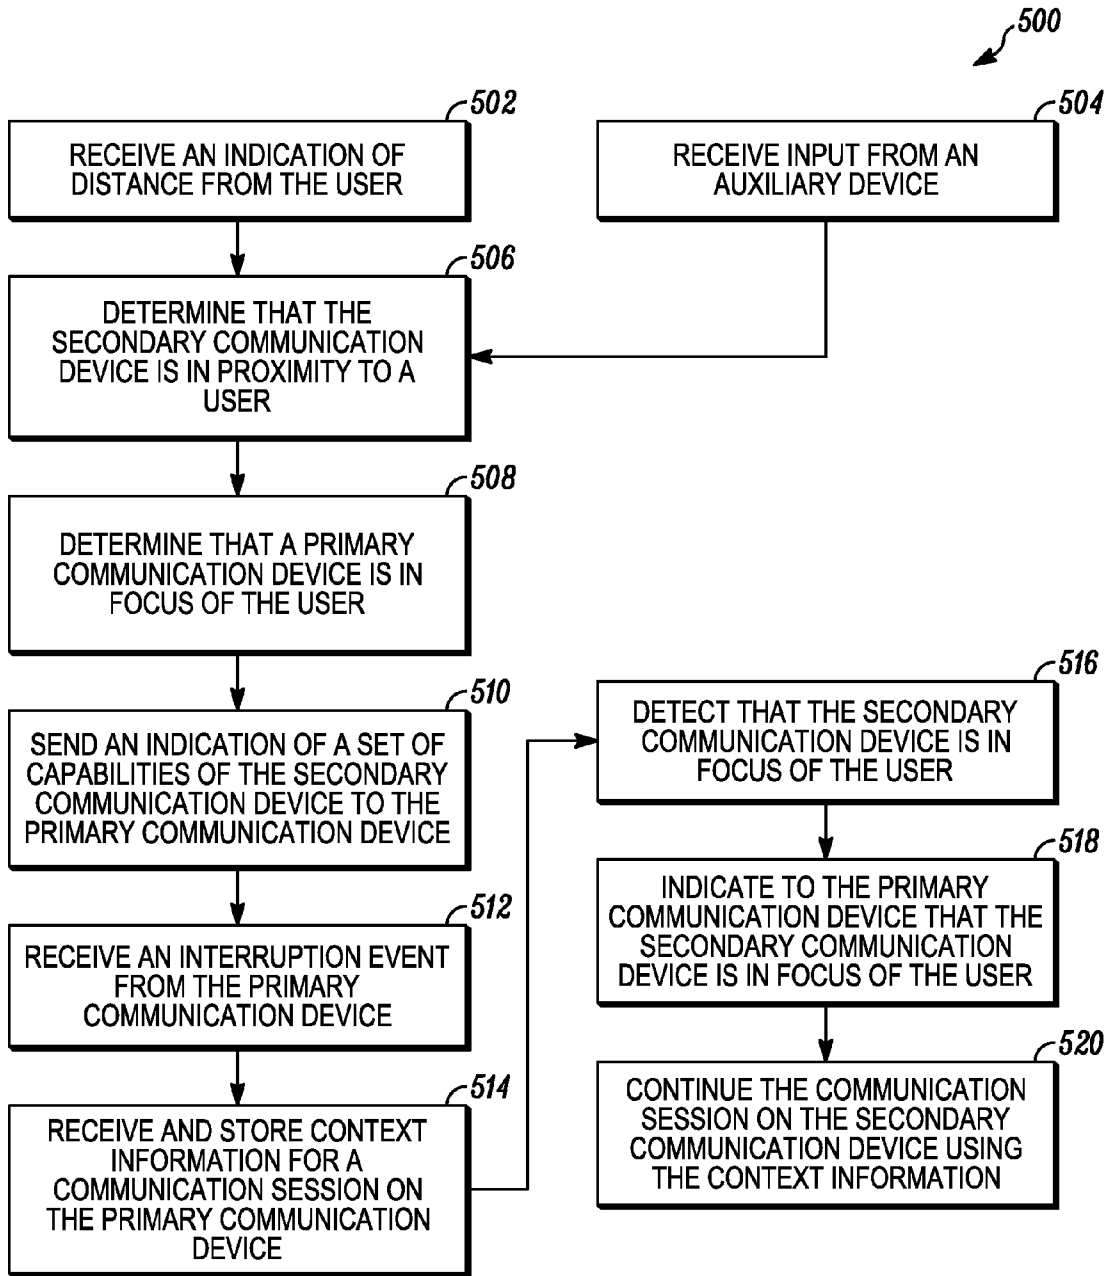 500
502
RECEIVE AN INDICATION OF
DISTANCE FROM THE USER
504
RECEIVE INPUT FROM AN
AUXILIARY DEVICE
506
DETERMINE THAT THE
SECONDARY COMMUNICATION
DEVICE IS IN PROXIMITY TO A
USER
508
DETERMINE THAT A PRIMARY
COMMUNICATION DEVICE IS IN
FOCUS OF THE USER
510
SEND AN INDICATION OF A SET OF
CAPABILITIES OF THE SECONDARY
COMMUNICATION DEVICE TO THE
PRIMARY COMMUNICATION DEVICE
512
RECEIVE AN INTERRUPTION EVENT
FROM THE PRIMARY
COMMUNICATION DEVICE
514
RECEIVE AND STORE CONTEXT
INFORMATION FOR A
COMMUNICATION SESSION ON
THE PRIMARY COMMUNICATION
DEVICE
516
DETECT THAT THE SECONDARY
COMMUNICATION DEVICE IS IN
FOCUS OF THE USER
518
INDICATE TO THE PRIMARY
COMMUNICATION DEVICE THAT THE
SECONDARY COMMUNICATION
DEVICE IS IN FOCUS OF THE USER
520
CONTINUE THE COMMUNICATION
SESSION ON THE SECONDARY
COMMUNICATION DEVICE USING
THE CONTEXT INFORMATION